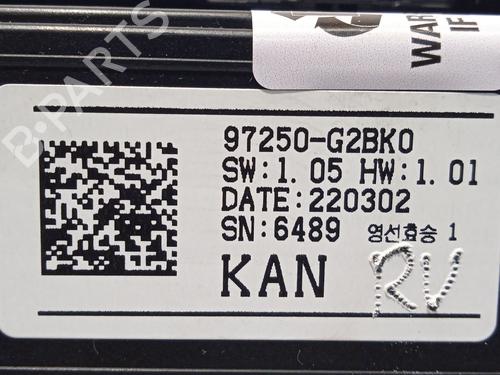 B-PARTS
WAR
IF
97250-G2BK0
SW:1.05 HW:1.01
DATE:220302
SN:6489 영선효승 1
KAN
RV